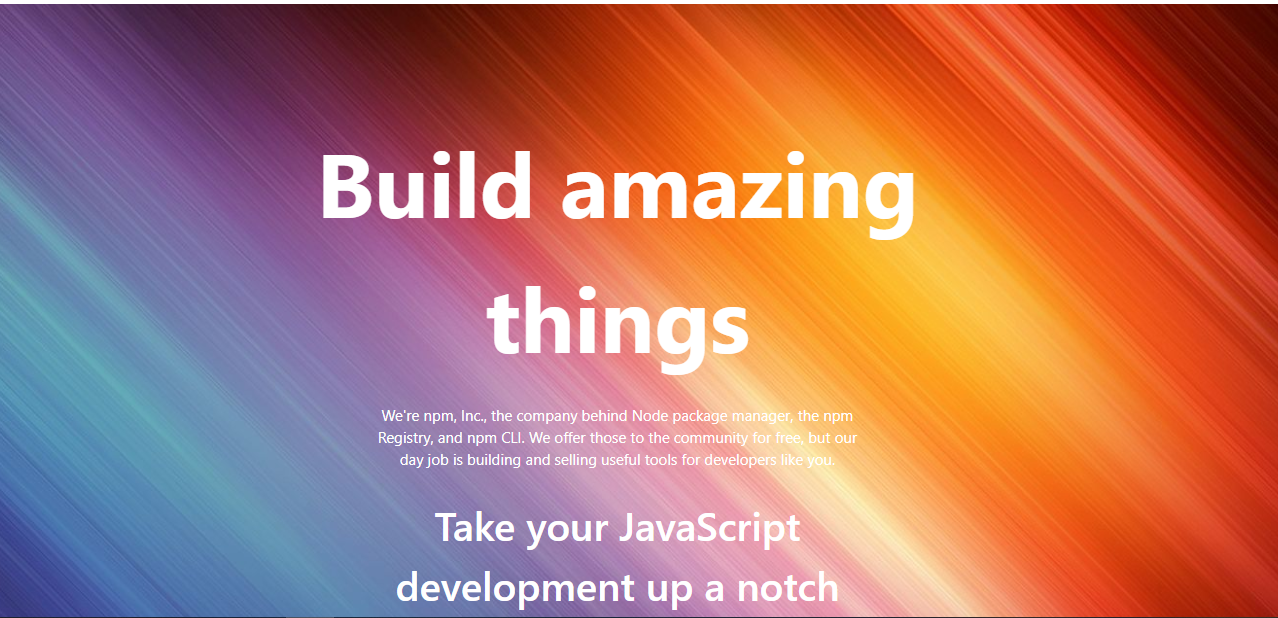 Build amazing
things
We're npm, Inc., the company behind Node package manager, the npm
Registry, and npm CLI. We offer those to the community for free, but our
day job is building and selling useful tools for developers like you.
Take your JavaScript
development up a notch